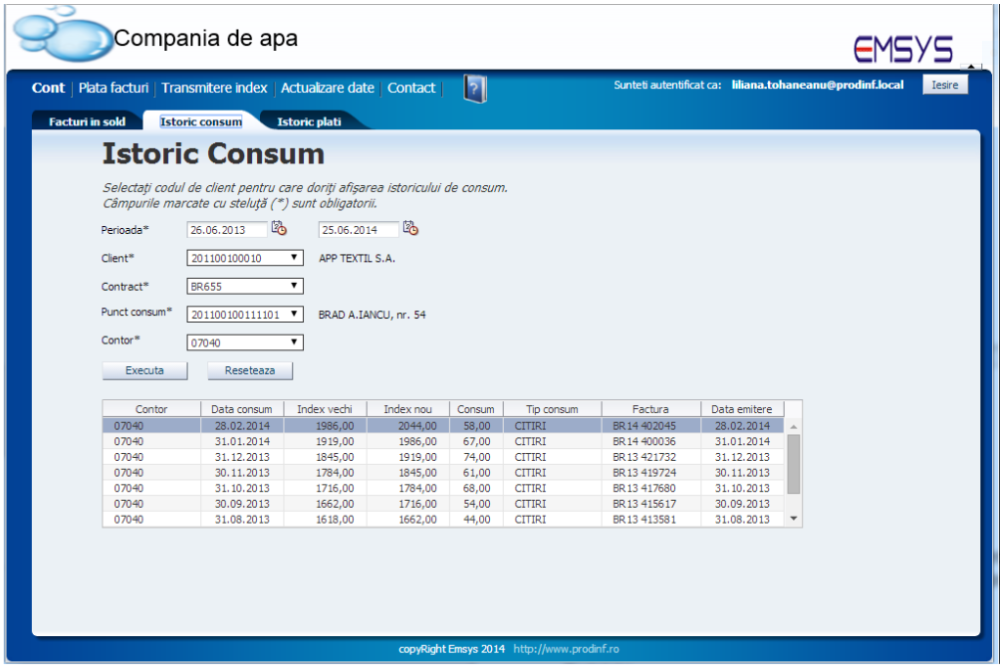 Compania de apa
EMSYS
Cont | Plata facturi | Transmitere index | Actualizare date | Contact |
Sunteti autentificat ca: liliana.tohaneanu@prodinf.local
Iesire
Facturi in sold Istoric consum Istoric plati
Istoric Consum
Selectați codul de client pentru care doriți afișarea istoricului de consum.
Câmpurile marcate cu steluță (*) sunt obligatorii.
Perioada* 26.06.2013 25.06.2014
Client* 201100100010 APP TEXTIL S.A.
Contract* BR655
Punct consum* 201100100111101 BRAD A.IANCU, nr. 54
Contor* 07040
Executa Reseteaza
Contor Data consum Index vechi Index nou Consum Tip consum Factura Data emitere
07040 28.02.2014 1986,00 2044,00 58,00 CITIRI BR14 402045 28.02.2014
07040 31.01.2014 1919,00 1986,00 67,00 CITIRI BR14 400036 31.01.2014
07040 31.12.2013 1845,00 1919,00 74,00 CITIRI BR13 421732 31.12.2013
07040 30.11.2013 1784,00 1845,00 61,00 CITIRI BR13 419724 30.11.2013
07040 31.10.2013 1716,00 1784,00 68,00 CITIRI BR13 417680 31.10.2013
07040 30.09.2013 1662,00 1716,00 54,00 CITIRI BR13 415617 30.09.2013
07040 31.08.2013 1618,00 1662,00 44,00 CITIRI BR13 413581 31.08.2013
copyRight Emsys 2014 http://www.prodinf.ro